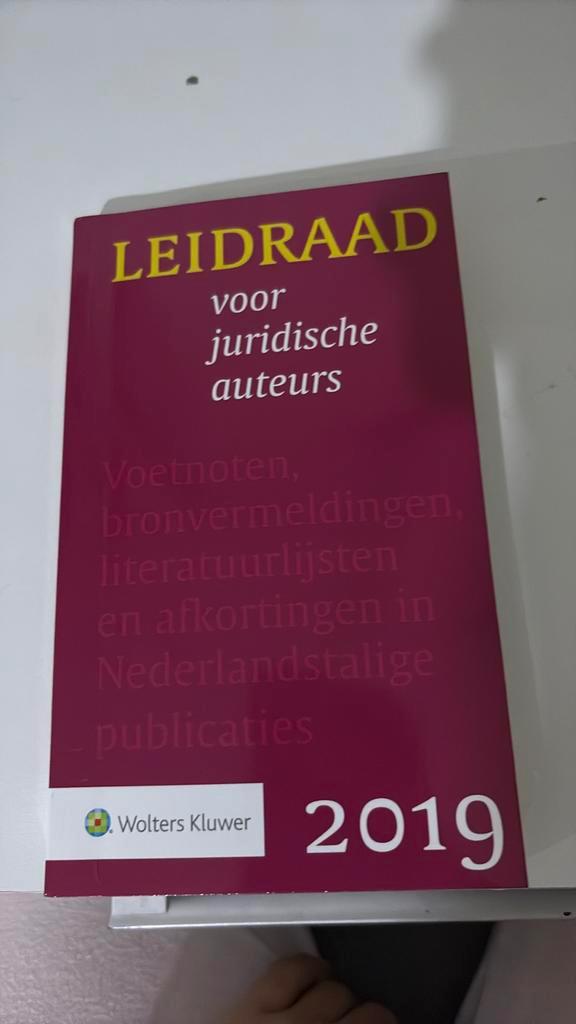 LEIDRAAD
voor
juridische
auteurs
Voetnoten,
bronvermeldingen,
literatuurlijsten
en afkortingen in
Nederlandstalige
publicaties
Wolters Kluwer
2019